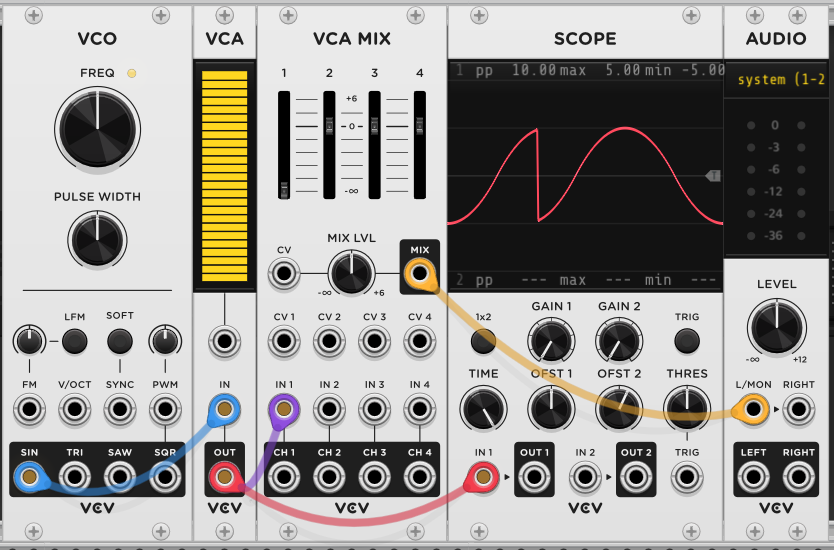 VCO VCA VCA MIX SCOPE AUDIO
FREQ
PULSE WIDTH
LFM SOFT
FM V/OCT SYNC PWM
SIN TRI SAW SQR
VCV
IN
OUT
VCV
1 2 3 4
+6
0
-∞
MIX LVL
CV MIX
-∞ +6
CV 1 CV 2 CV 3 CV 4
IN 1 IN 2 IN 3 IN 4
CH 1 CH 2 CH 3 CH 4
VCV
1 pp 10.00 max 5.00 min -5.00
2 pp --- max --- min ---
1x2 GAIN 1 GAIN 2 TRIG
TIME OFST 1 OFST 2 THRES
IN 1 OUT 1 IN 2 OUT 2 TRIG
VCV
system (1-2
0
-3
-6
-12
-24
-36
LEVEL
-∞ +12
L/MON RIGHT
LEFT RIGHT
VCV